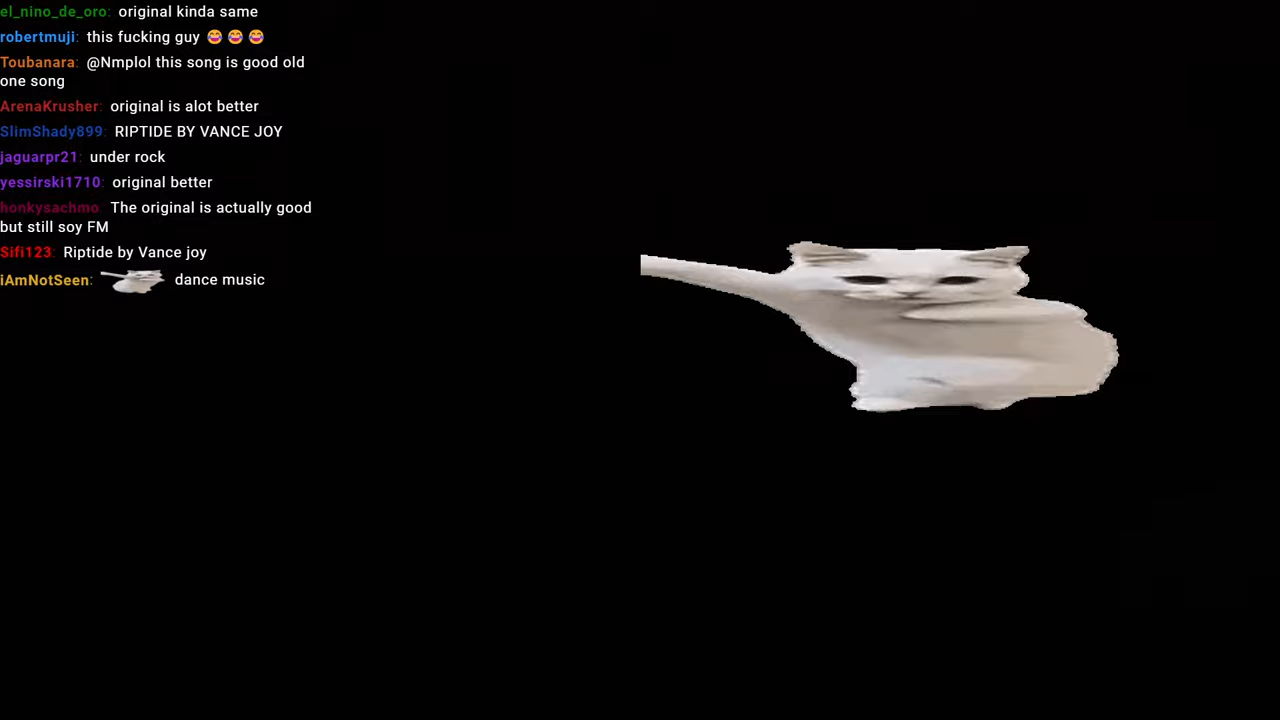 el_nino_de_oro: original kinda same
robertmuji: this fucking guy 😂 😂 😂
Toubanara: @Nmplol this song is good old
one song
ArenaKrusher: original is alot better
SlimShady899: RIPTIDE BY VANCE JOY
jaguarpr21: under rock
yessirski1710: original better
honkysachmo: The original is actually good
but still soy FM
Sifi123: Riptide by Vance joy
iAmNotSeen: dance music